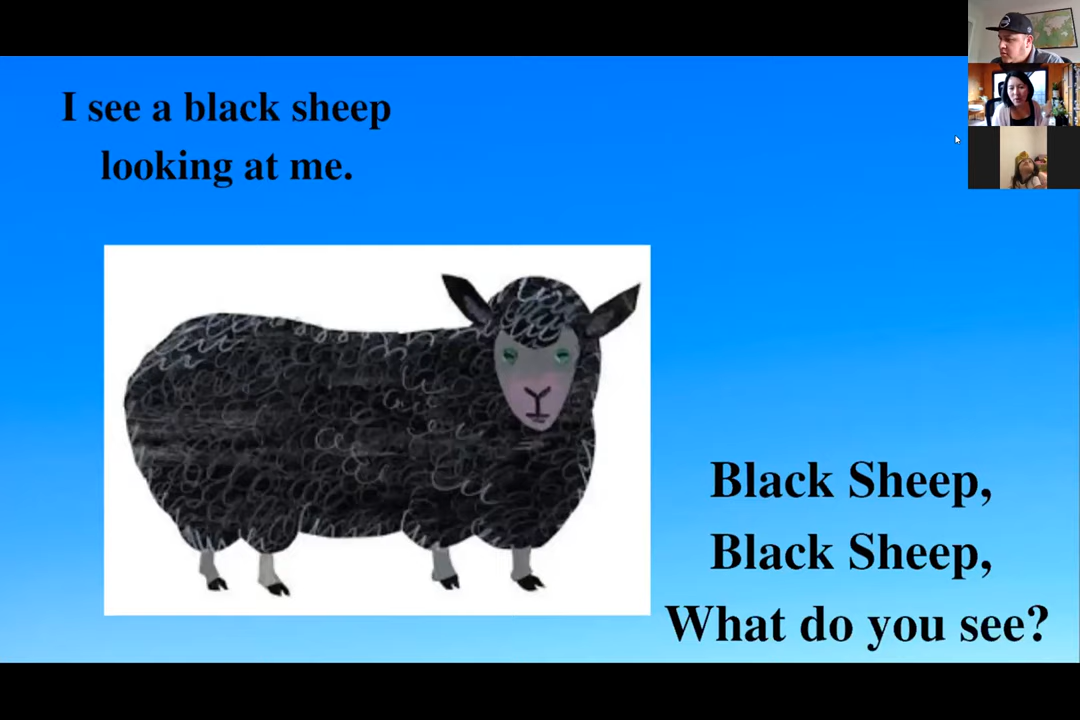 I see a black sheep
looking at me.
Black Sheep,
Black Sheep,
What do you see?